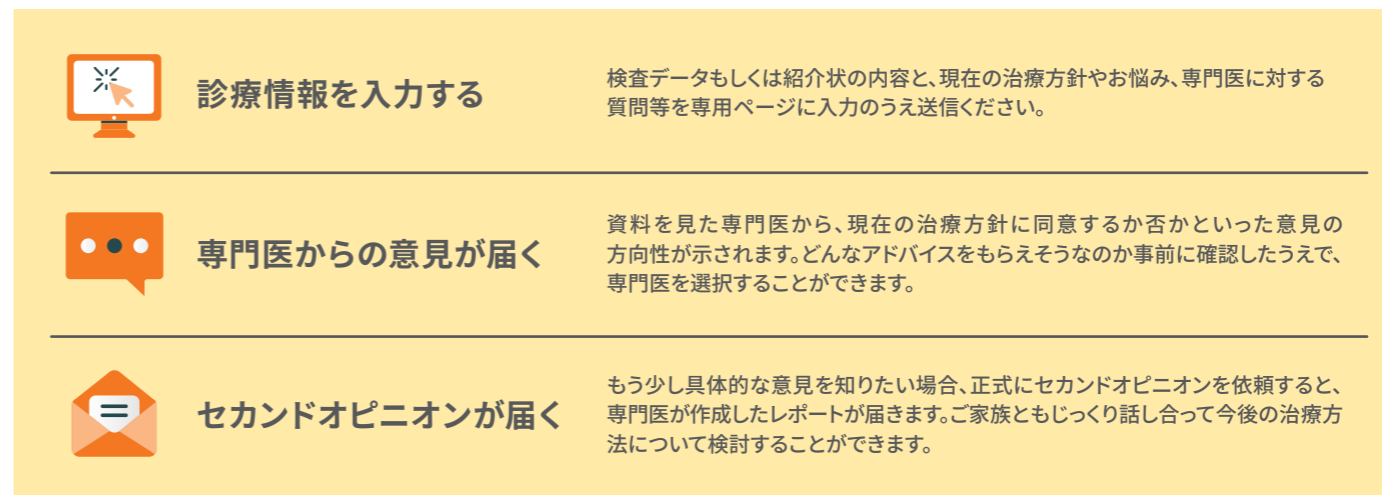 診療情報を入力する
検査データもしくは紹介状の内容と、現在の治療方針やお悩み、専門医に対する
質問等を専用ページに入力のうえ送信ください。
専門医からの意見が届く
資料を見た専門医から、現在の治療方針に同意するか否かといった意見の
方向性が示されます。どんなアドバイスをもらえそうなのか事前に確認したうえで、
専門医を選択することができます。
セカンドオピニオンが届く
もう少し具体的な意見を知りたい場合、正式にセカンドオピニオンを依頼すると、
専門医が作成したレポートが届きます。ご家族ともじっくり話し合って今後の治療方
法について検討することができます。